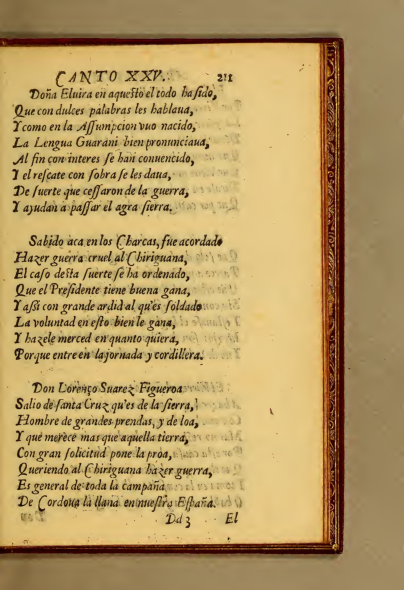 CANTO XXV. 211
Doña Eluira en aquesto el todo ha sido,
Que con dulces palabras les hablaua,
Y como en la Assumpcion vuo nacido,
La Lengua Guarani bien pronunciaua,
Al fin con interes se han conuencido,
Y el rescate con sobra se les daua,
De suerte que cessaron de la guerra,
Y ayudan a passar el agra sierra.
Sabido aca en los Charcas, fue acordado
Hazer guerra cruel al Chiriguana,
El caso desta suerte se ha ordenado,
Que el Presidente tiene buena gana,
Y assi con grande ardid al qu'es soldado
La voluntad en esto bien le gana,
Y hazele merced en quanto quiera,
Porque entre en la jornada y cordillera.
Don Lorenço Suarez Figueroa
Salio de santa Cruz qu'es de la sierra,
Hombre de grandes prendas, y de loa,
Y que merece mas que aquella tierra,
Con gran solicitud pone la proa,
Queriendo al Chiriguana hazer guerra,
Es general de toda la campaña
De Cordoua la llana en nuestra España.
Dd 3 El